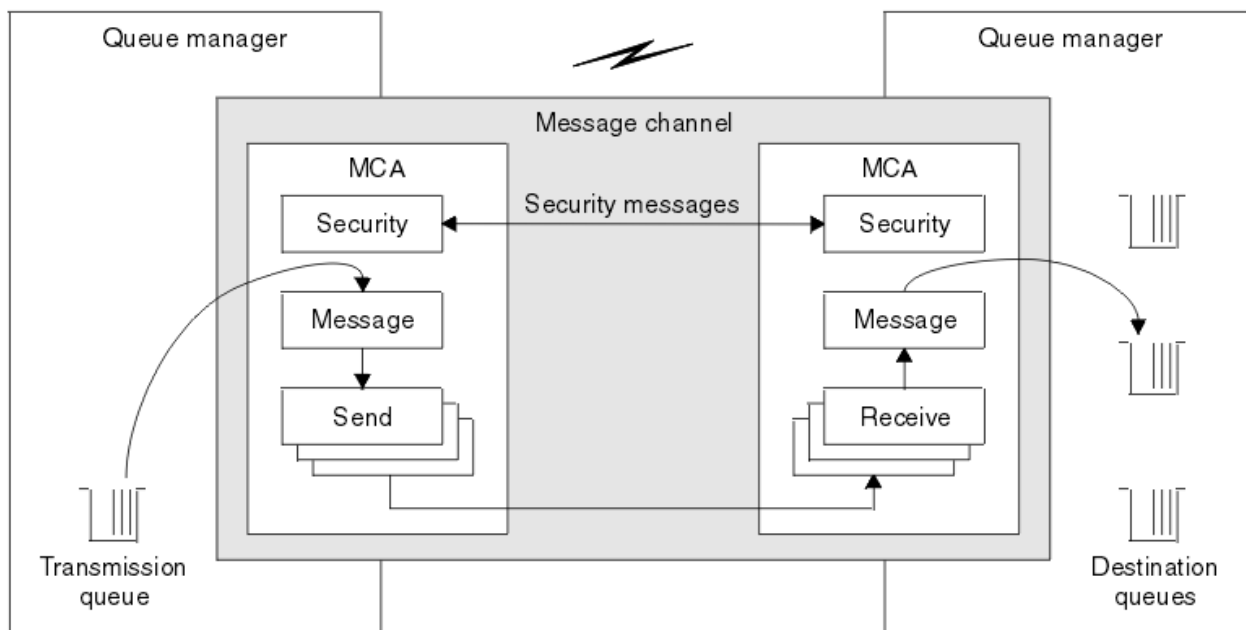 Queue manager
Queue manager
Message channel
MCA
MCA
Security
Security messages
Security
Message
Message
Send
Receive
Transmission
queue
Destination
queues